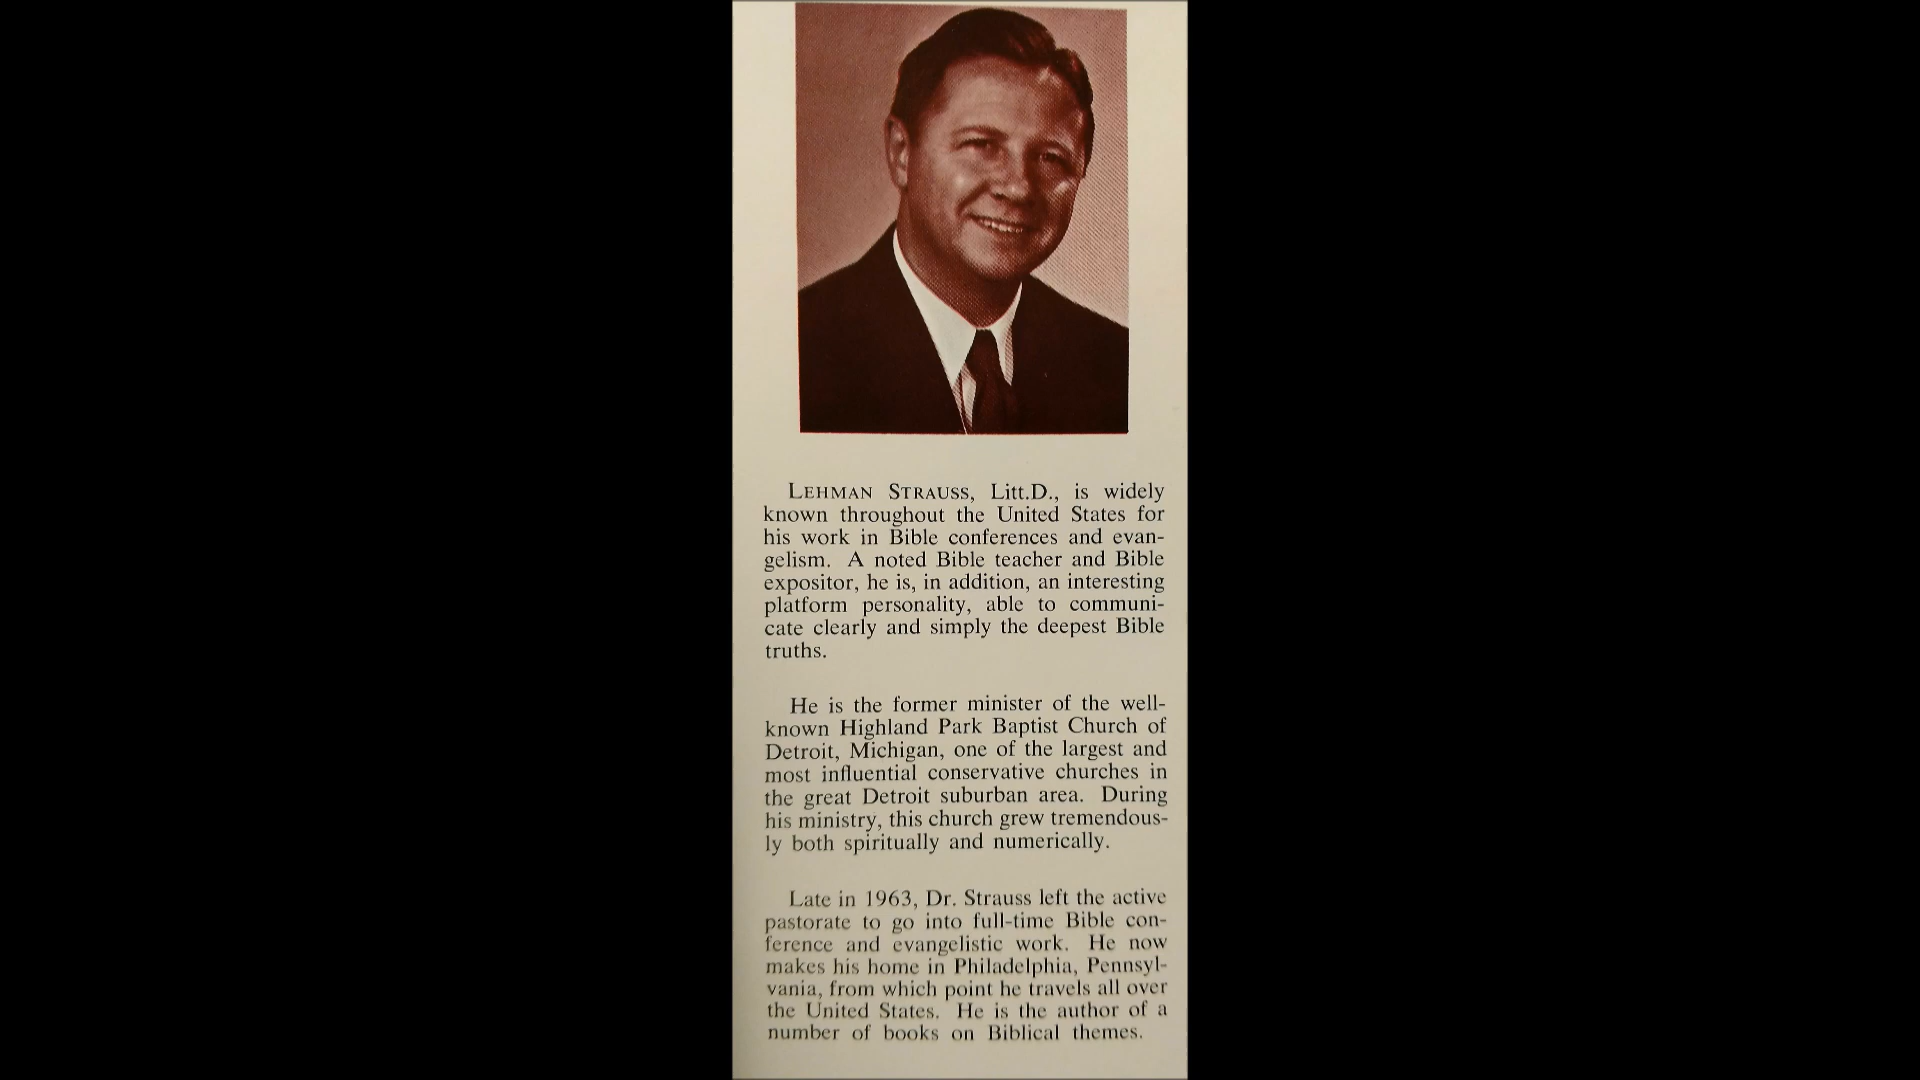 LEHMAN STRAUSS, Litt.D., is widely
known throughout the United States for
his work in Bible conferences and evan-
gelism. A noted Bible teacher and Bible
expositor, he is, in addition, an interesting
platform personality, able to communi-
cate clearly and simply the deepest Bible
truths.
He is the former minister of the well-
known Highland Park Baptist Church of
Detroit, Michigan, one of the largest and
most influential conservative churches in
the great Detroit suburban area. During
his ministry, this church grew tremendous-
ly both spiritually and numerically.
Late in 1963, Dr. Strauss left the active
pastorate to go into full-time Bible con-
ference and evangelistic work. He now
makes his home in Philadelphia, Pennsyl-
vania, from which point he travels all over
the United States. He is the author of a
number of books on Biblical themes.